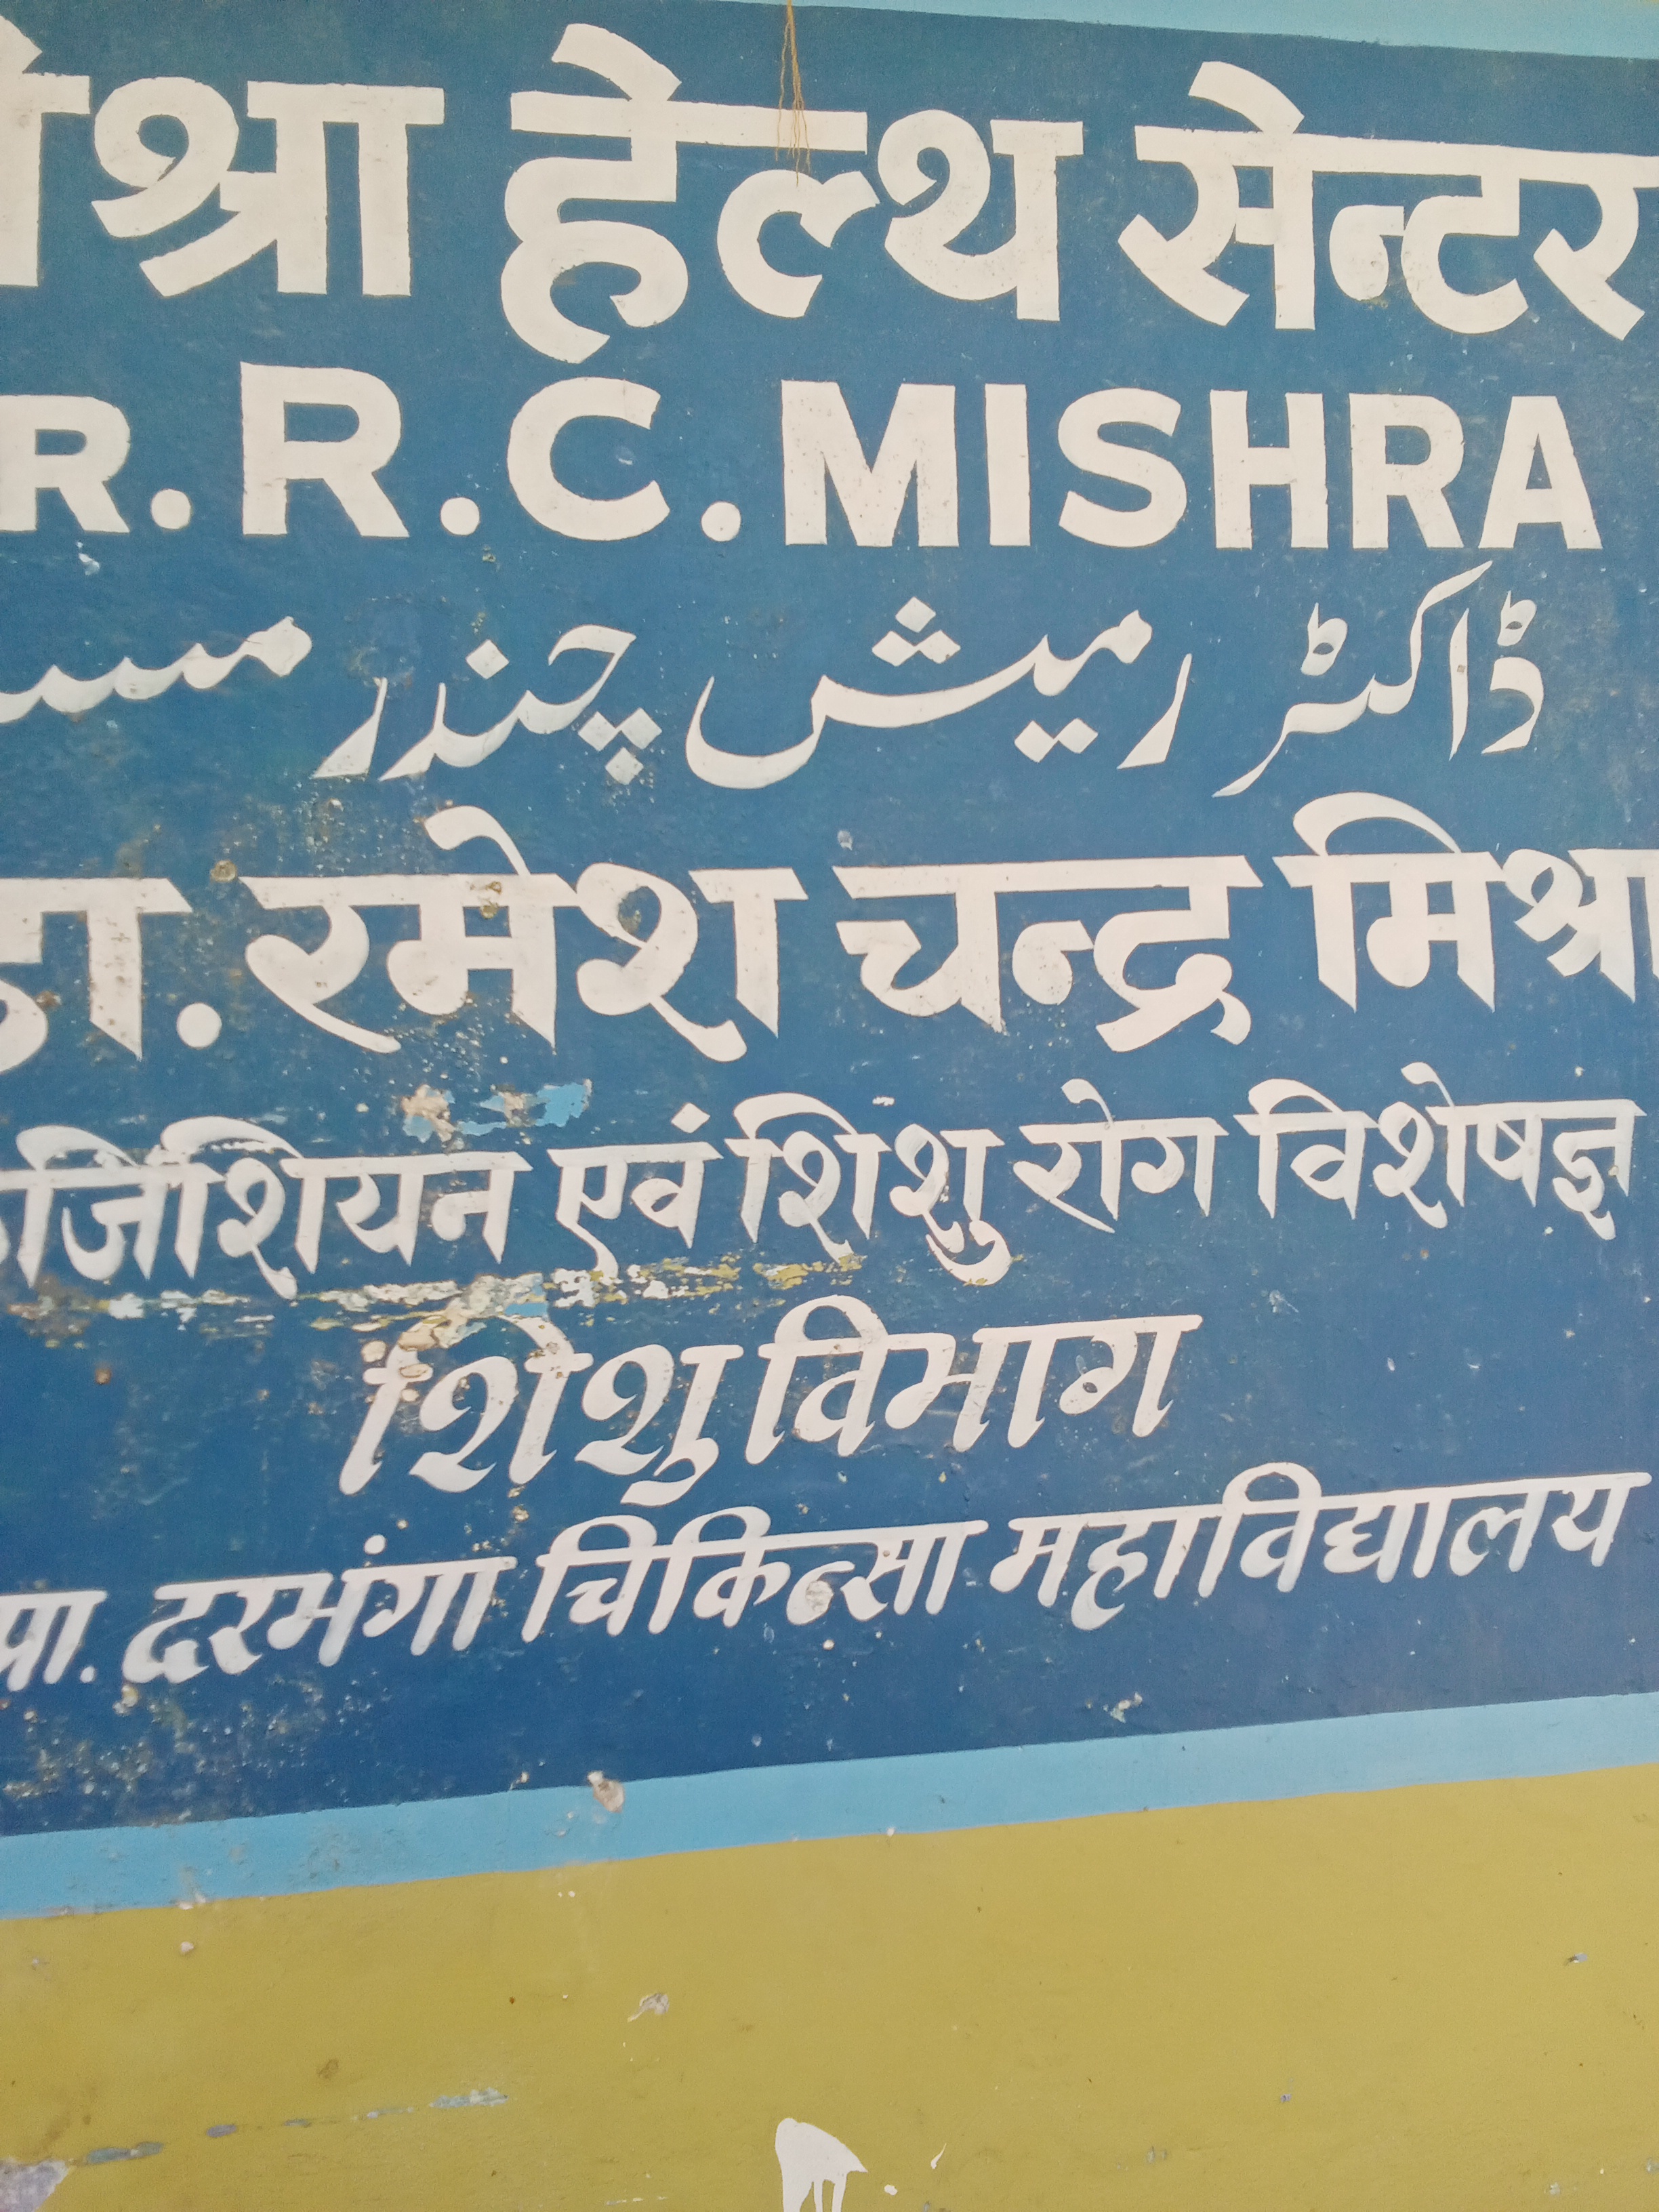 मिश्रा हेल्थ सेन्टर
R. R. C. MISHRA
ڈاکٹر رمیش چندر
डा. रमेश चन्द्र मिश्रा
फिजिशियन एवं शिशु रोग विशेषज्ञ
शिशु विभाग
प्रा. दरभंगा चिकित्सा महाविद्यालय